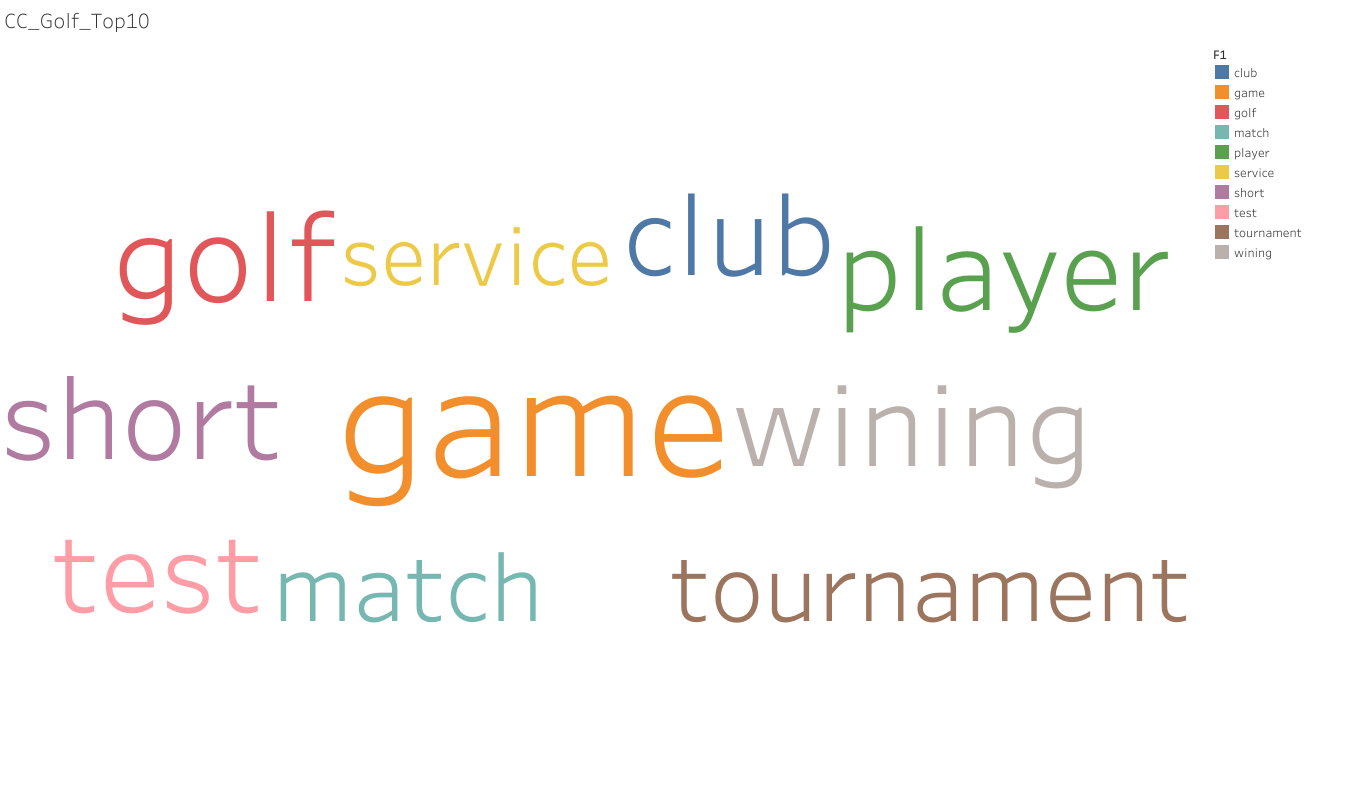 CC_Golf_Top10
F1
club
game
golf
match
player
service
short
test
tournament
wining
golf service club player
short game wining
test match tournament